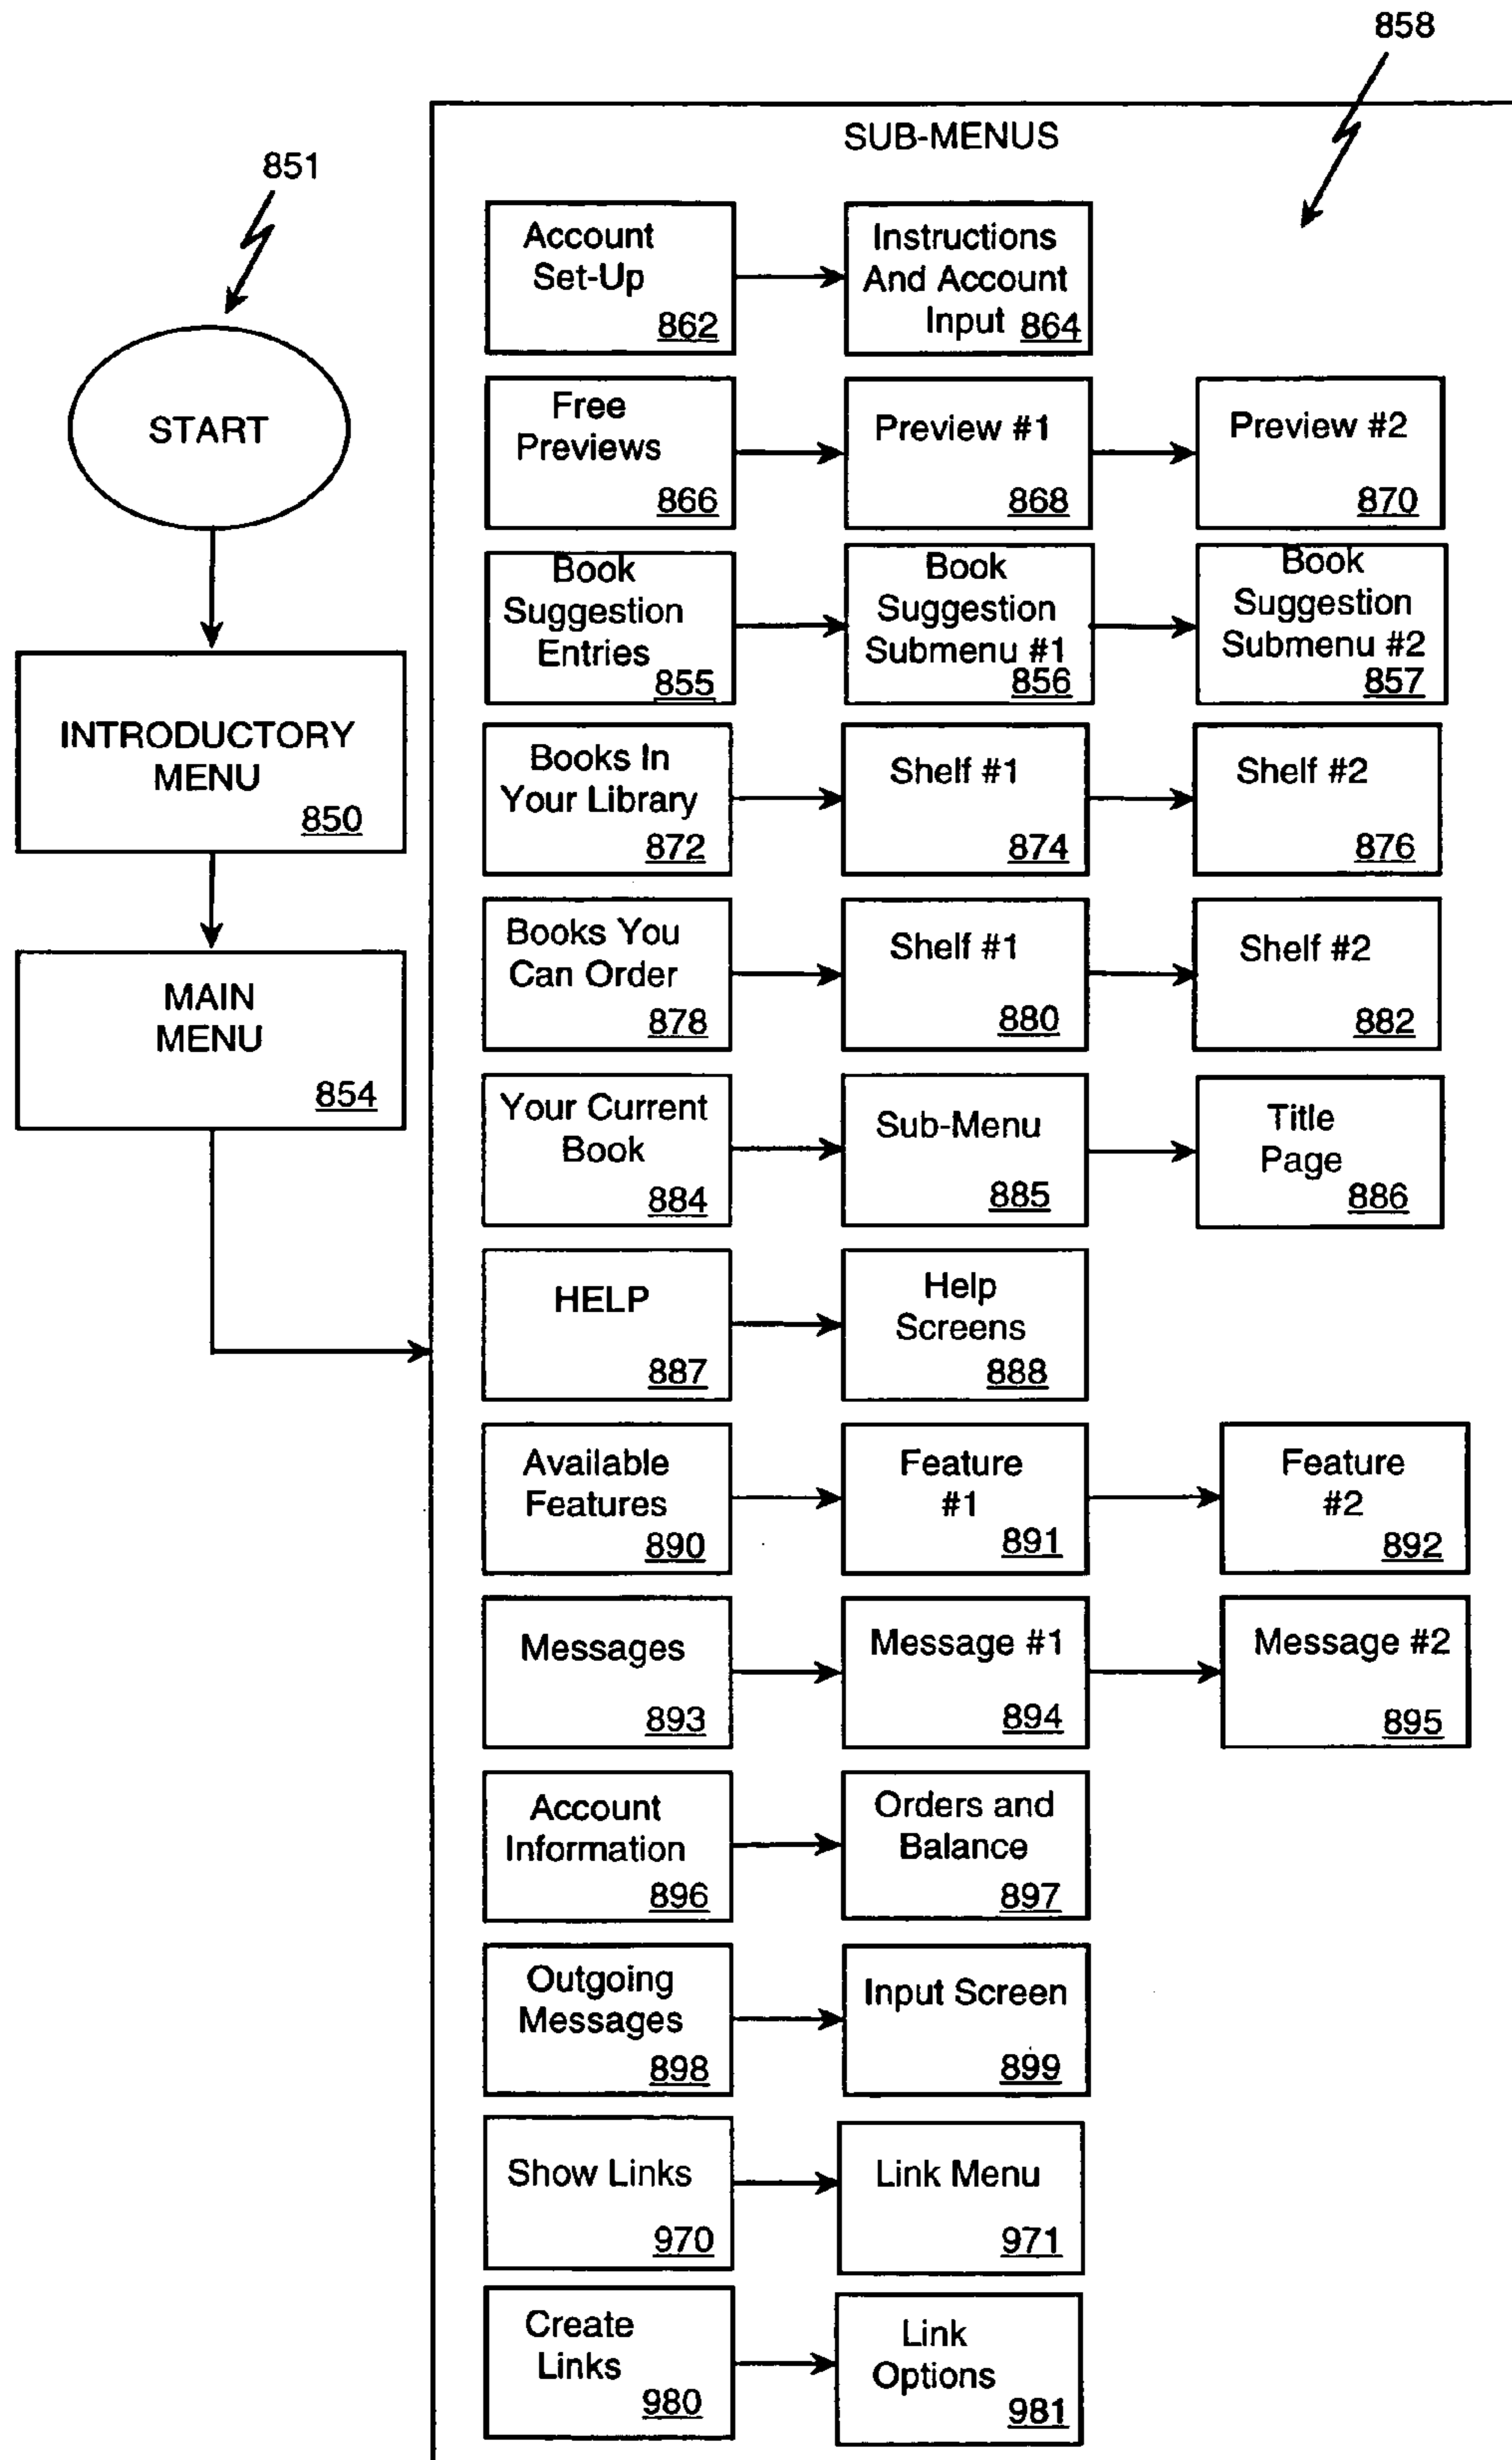 858
SUB-MENUS
851
START
INTRODUCTORY
MENU
850
MAIN
MENU
854
Account
Set-Up
862
Instructions
And Account
Input 864
Free
Previews
866
Preview #1
868
Preview #2
870
Book
Suggestion
Entries
855
Book
Suggestion
Submenu #1
856
Book
Suggestion
Submenu #2
857
Books In
Your Library
872
Shelf #1
874
Shelf #2
876
Books You
Can Order
878
Shelf #1
880
Shelf #2
882
Your Current
Book
884
Sub-Menu
885
Title
Page
886
HELP
887
Help
Screens
888
Available
Features
890
Feature
#1
891
Feature
#2
892
Messages
893
Message #1
894
Message #2
895
Account
Information
896
Orders and
Balance
897
Outgoing
Messages
898
Input Screen
899
Show Links
970
Link Menu
971
Create
Links
980
Link
Options
981